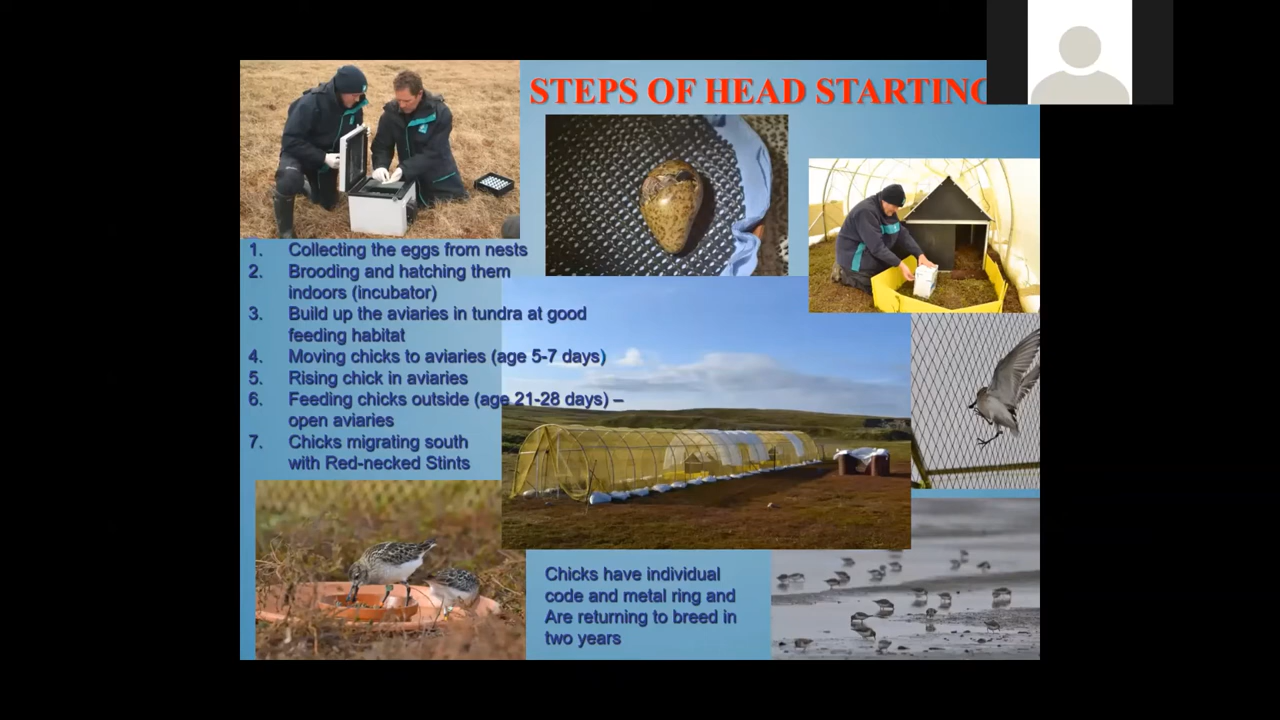 STEPS OF HEAD STARTING
1. Collecting the eggs from nests
2. Brooding and hatching them
indoors (incubator)
3. Build up the aviaries in tundra at good
feeding habitat
4. Moving chicks to aviaries (age 5-7 days)
5. Rising chick in aviaries
6. Feeding chicks outside (age 21-28 days) –
open aviaries
7. Chicks migrating south
with Red-necked Stints
Chicks have individual
code and metal ring and
Are returning to breed in
two years